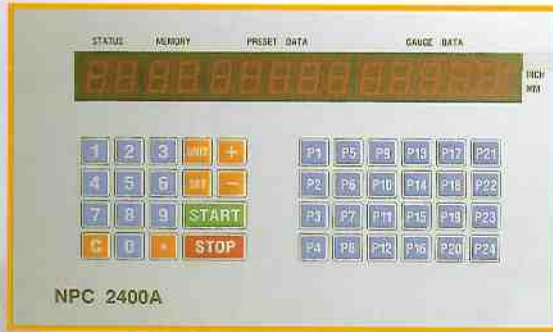 STATUS MEMORY PRESET DATA GAUGE DATA
INCH
MM
1 2 3 UNIT + P1 P5 P9 P13 P17 P21
4 5 6 SET − P2 P6 P10 P14 P18 P22
7 8 9 START P3 P7 P11 P15 P19 P23
C 0 • STOP P4 P8 P12 P16 P20 P24
NPC 2400A